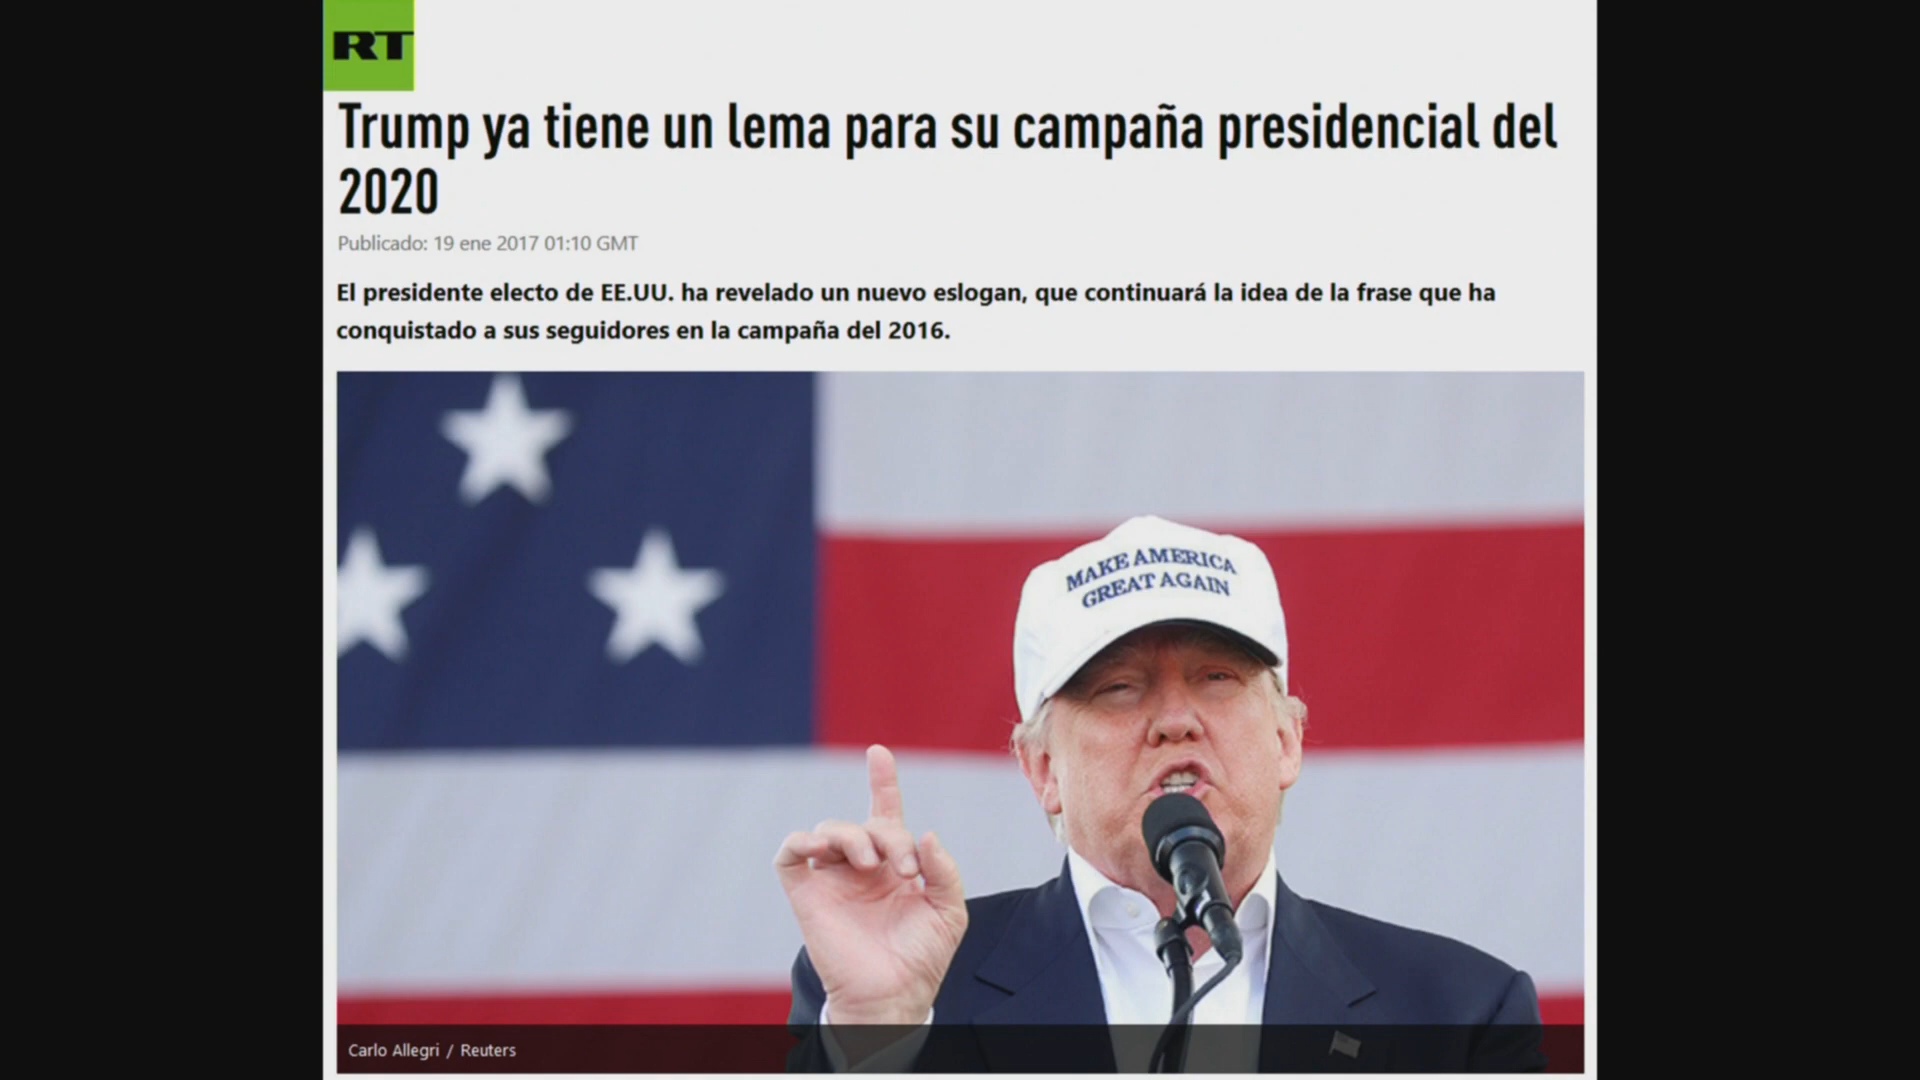 RT
Trump ya tiene un lema para su campaña presidencial del
2020
Publicado: 19 ene 2017 01:10 GMT
El presidente electo de EE.UU. ha revelado un nuevo eslogan, que continuará la idea de la frase que ha
conquistado a sus seguidores en la campaña del 2016.
MAKE AMERICA
GREAT AGAIN
Carlo Allegri / Reuters